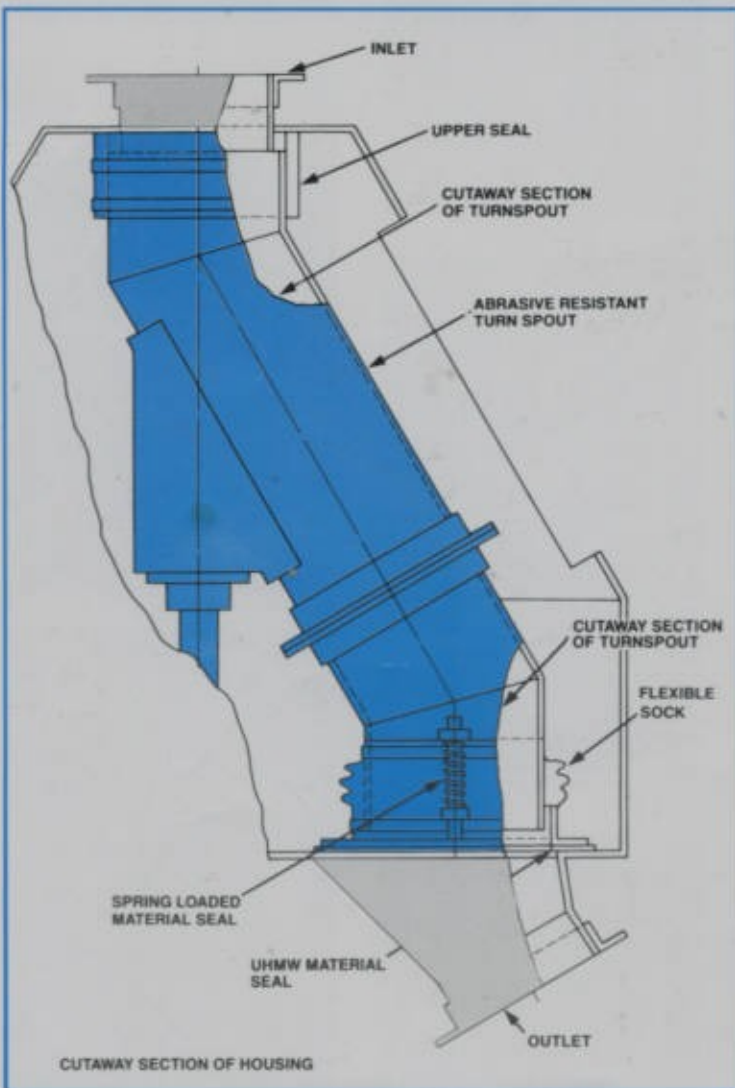 INLET
UPPER SEAL
CUTAWAY SECTION
OF TURNSPOUT
ABRASIVE RESISTANT
TURN SPOUT
CUTAWAY SECTION
OF TURNSPOUT
FLEXIBLE
SOCK
SPRING LOADED
MATERIAL SEAL
UHMW MATERIAL
SEAL
OUTLET
CUTAWAY SECTION OF HOUSING